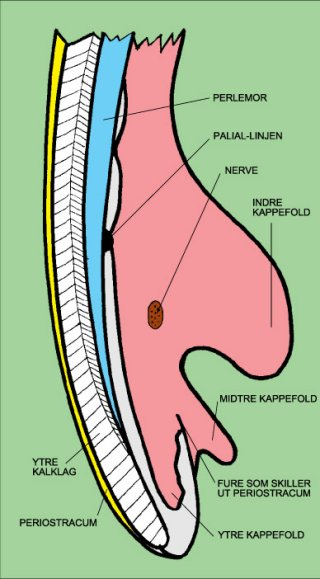 PERLEMOR
PALIAL-LINJEN
NERVE
INDRE
KAPPEFOLD
MIDTRE KAPPEFOLD
YTRE
KALKLAG
FURE SOM SKILLER
UT PERIOSTRACUM
PERIOSTRACUM
YTRE KAPPEFOLD